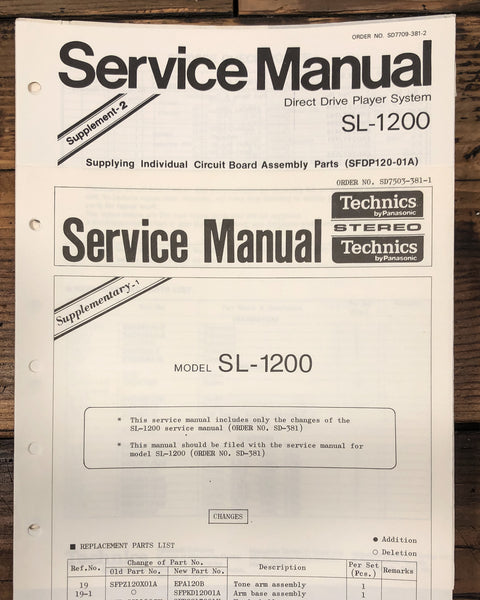 ORDER NO. SD7709-381-2
Service Manual
Direct Drive Player System
Supplement-2
SL-1200
Supplying Individual Circuit Board Assembly Parts (SFDP120-01A)
ORDER NO. SD7503-381-1
Technics
by Panasonic
STEREO
Technics
by Panasonic
Service Manual
Supplementary-1
MODEL SL-1200
* This service manual includes only the changes of the
SL-1200 service manual (ORDER NO. SD-381)
* This manual should be filed with the service manual for
model SL-1200 (ORDER NO. SD-381)
CHANGES
● Addition
■ REPLACEMENT PARTS LIST
○ Deletion
Ref.No. Change of Part No. Description Per Set (Pcs.) Remarks
Old Part No. New Part No.
19 SFPZ120X01A EPA120B Tone arm assembly 1
19-1 ○ SFPKD12001A Arm base assembly 1